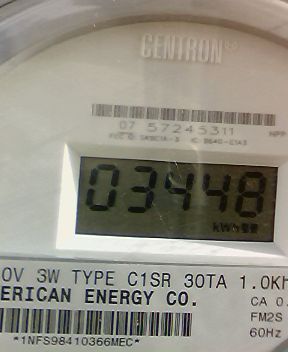 CENTRON®
07 57245311
03448
kWh
0V 3W TYPE C1SR 30TA 1.0Kh
ERICAN ENERGY CO. CA 0.
FM2S
60Hz
*1NFS98410366MEC*